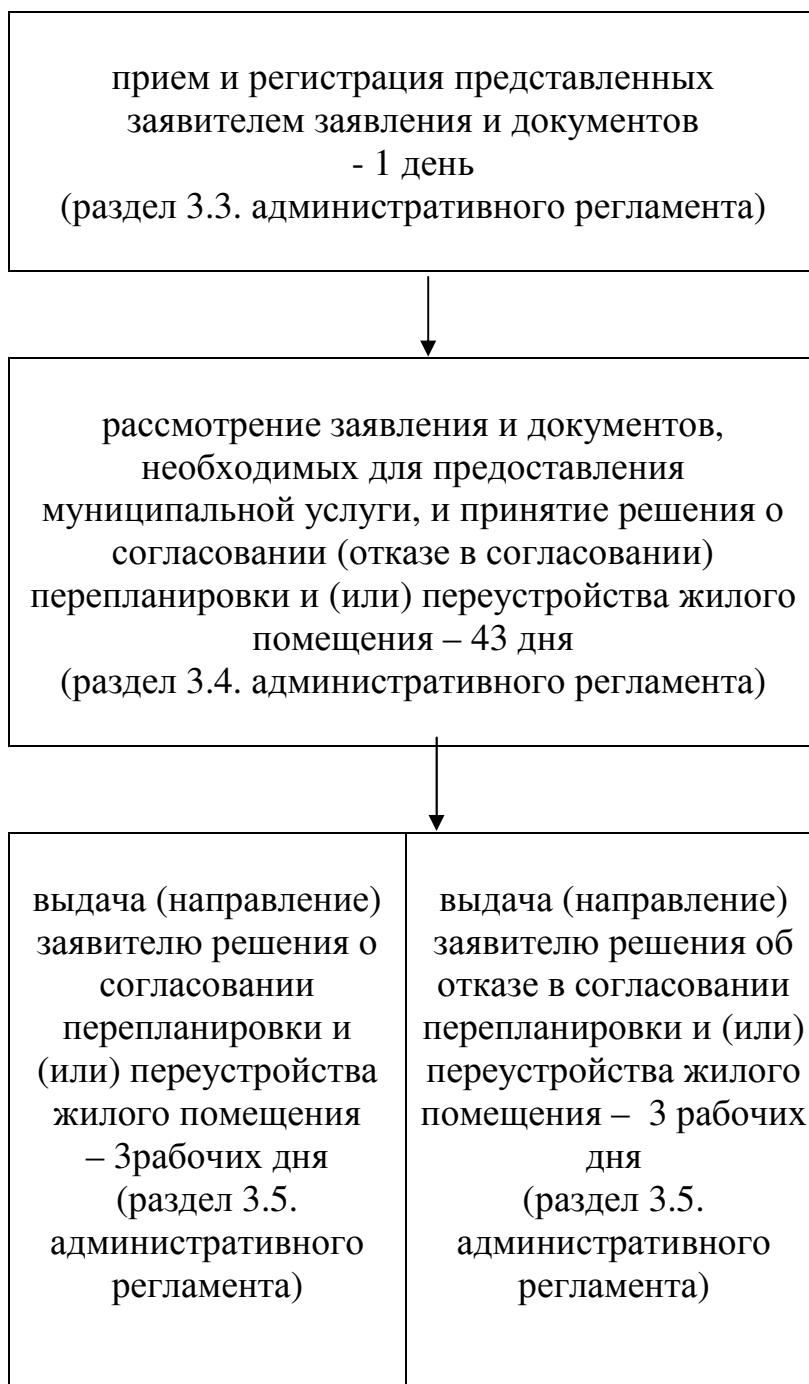 прием и регистрация представленных
заявителем заявления и документов
- 1 день
(раздел 3.3. административного регламента)
рассмотрение заявления и документов,
необходимых для предоставления
муниципальной услуги, и принятие решения о
согласовании (отказе в согласовании)
перепланировки и (или) переустройства жилого
помещения – 43 дня
(раздел 3.4. административного регламента)
выдача (направление)
заявителю решения о
согласовании
перепланировки и
(или) переустройства
жилого помещения
– 3рабочих дня
(раздел 3.5.
административного
регламента)
выдача (направление)
заявителю решения об
отказе в согласовании
перепланировки и (или)
переустройства жилого
помещения – 3 рабочих
дня
(раздел 3.5.
административного
регламента)